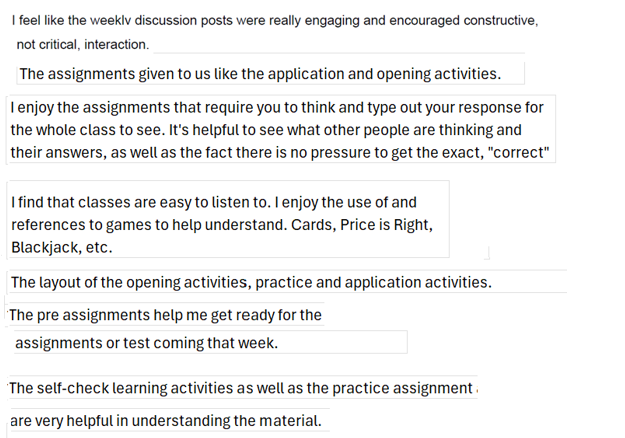 I feel like the weekly discussion posts were really engaging and encouraged constructive,
not critical, interaction.
The assignments given to us like the application and opening activities.
I enjoy the assignments that require you to think and type out your response for
the whole class to see. It's helpful to see what other people are thinking and
their answers, as well as the fact there is no pressure to get the exact, "correct"
I find that classes are easy to listen to. I enjoy the use of and
references to games to help understand. Cards, Price is Right,
Blackjack, etc.
The layout of the opening activities, practice and application activities.
The pre assignments help me get ready for the
assignments or test coming that week.
The self-check learning activities as well as the practice assignment
are very helpful in understanding the material.